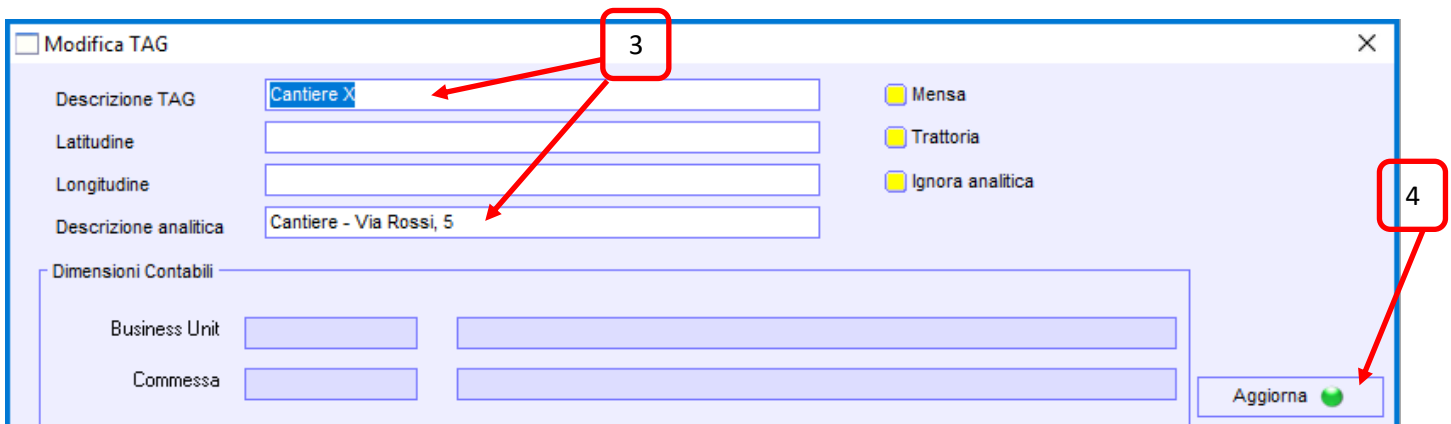 Modifica TAG
3
Descrizione TAG
Cantiere X
Mensa
Latitudine
Trattoria
Longitudine
Ignora analitica
4
Descrizione analitica
Cantiere - Via Rossi, 5
Dimensioni Contabili
Business Unit
Commessa
Aggiorna